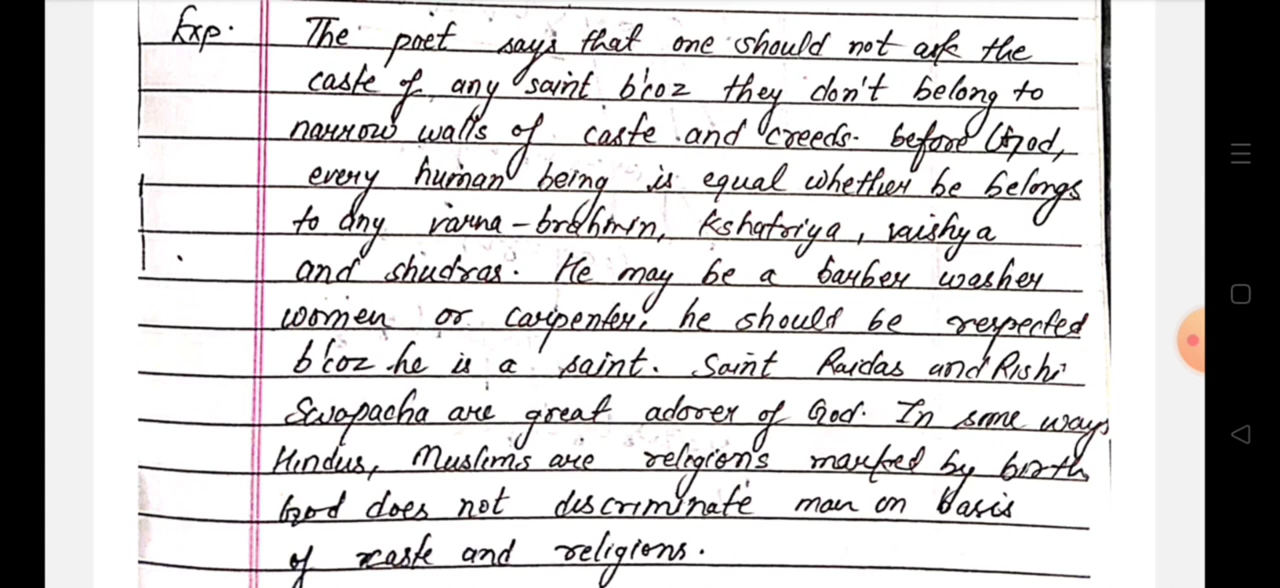 Exp. The poet says that one should not ask the
caste of any saint b'coz they don't belong to
narrow walls of caste and creeds. before God,
every human being is equal whether he belongs
to any varna - brahmin, kshatriya, vaishya
and shudras. He may be a barber washer
women or carpenter, he should be respected
b'coz he is a saint. Saint Raidas and Rishi
Swapacha are great adorer of God. In some ways
Hindus, Muslims are religions marked by birth
God does not discriminate man on basis
of caste and religions.